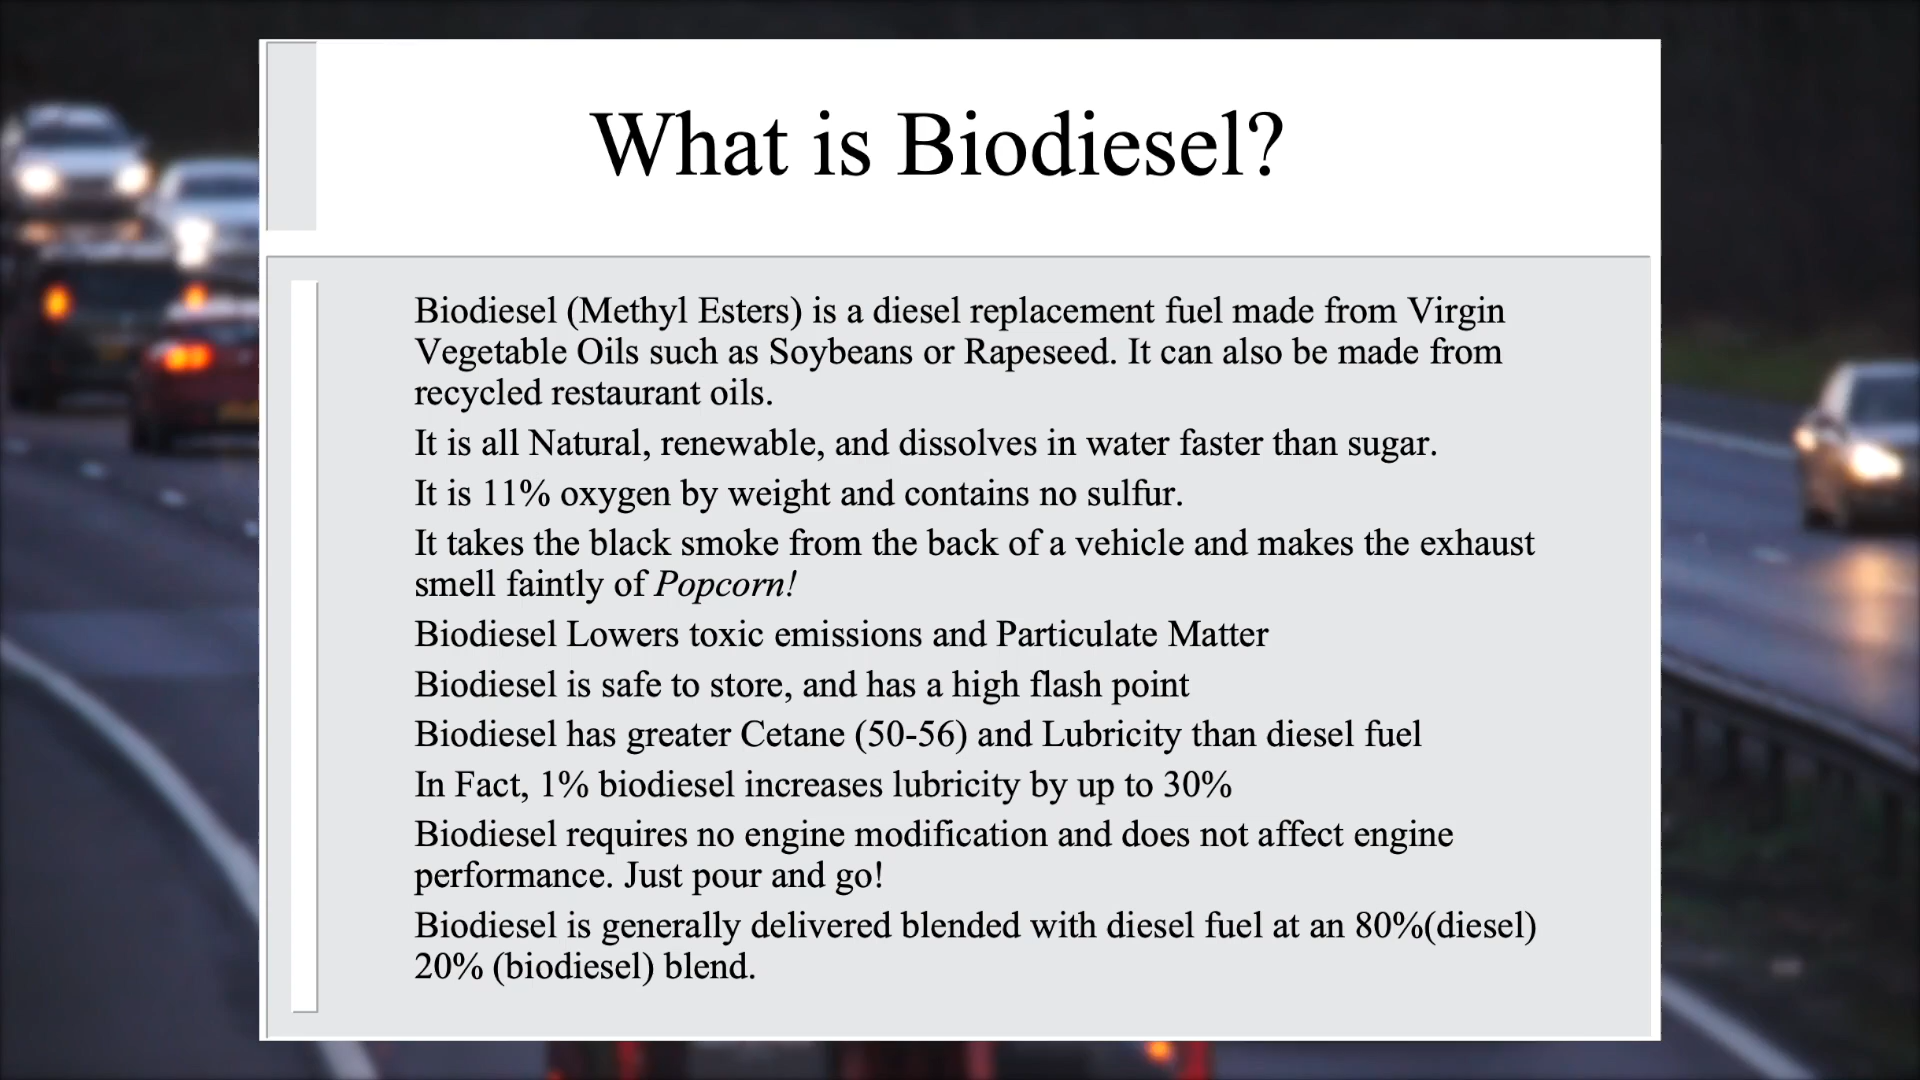 What is Biodiesel?
Biodiesel (Methyl Esters) is a diesel replacement fuel made from Virgin
Vegetable Oils such as Soybeans or Rapeseed. It can also be made from
recycled restaurant oils.
It is all Natural, renewable, and dissolves in water faster than sugar.
It is 11% oxygen by weight and contains no sulfur.
It takes the black smoke from the back of a vehicle and makes the exhaust
smell faintly of Popcorn!
Biodiesel Lowers toxic emissions and Particulate Matter
Biodiesel is safe to store, and has a high flash point
Biodiesel has greater Cetane (50-56) and Lubricity than diesel fuel
In Fact, 1% biodiesel increases lubricity by up to 30%
Biodiesel requires no engine modification and does not affect engine
performance. Just pour and go!
Biodiesel is generally delivered blended with diesel fuel at an 80%(diesel)
20% (biodiesel) blend.